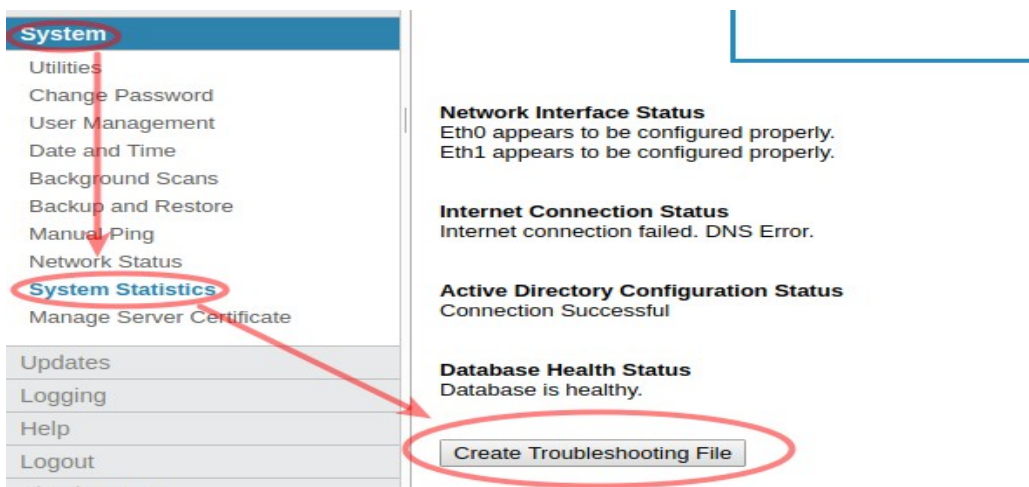 System
Utilities
Change Password
User Management
Date and Time
Background Scans
Backup and Restore
Manual Ping
Network Status
System Statistics
Manage Server Certificate
Updates
Logging
Help
Logout
Network Interface Status
Eth0 appears to be configured properly.
Eth1 appears to be configured properly.
Internet Connection Status
Internet connection failed. DNS Error.
Active Directory Configuration Status
Connection Successful
Database Health Status
Database is healthy.
Create Troubleshooting File